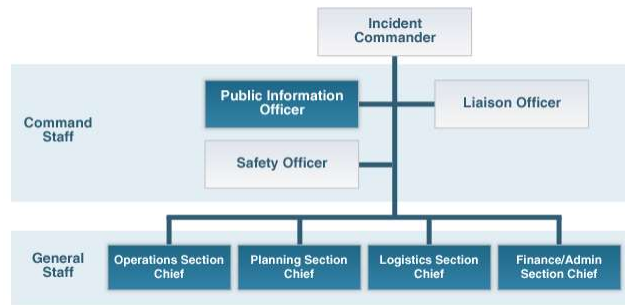 Incident
Commander
Public Information
Officer
Liaison Officer
Command
Staff
Safety Officer
General
Staff
Operations Section
Chief
Planning Section
Chief
Logistics Section
Chief
Finance/Admin
Section Chief